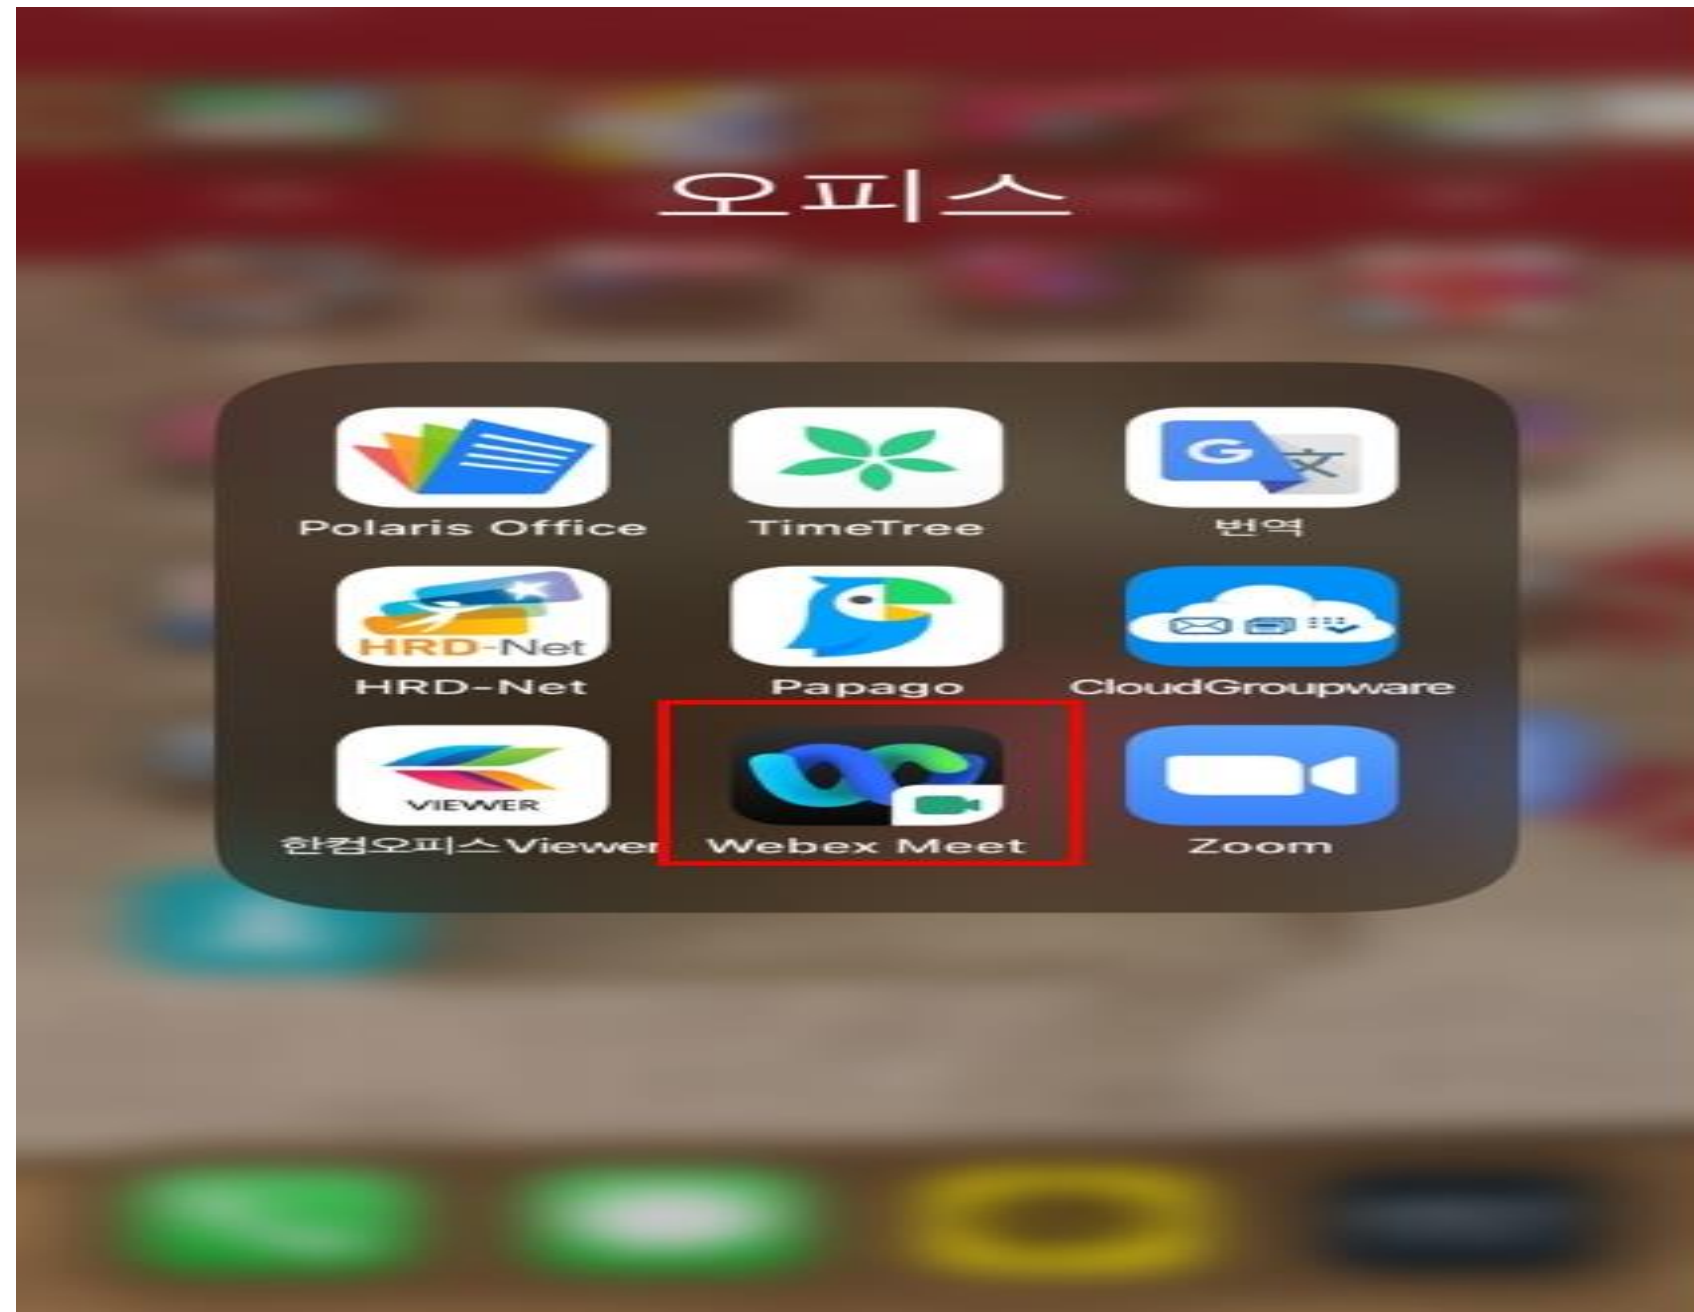 오피스
G 文
Polaris Office TimeTree 번역
HRD-Net
HRD-Net Papago CloudGroupware
VIEWER
한컴오피스Viewer Webex Meet Zoom